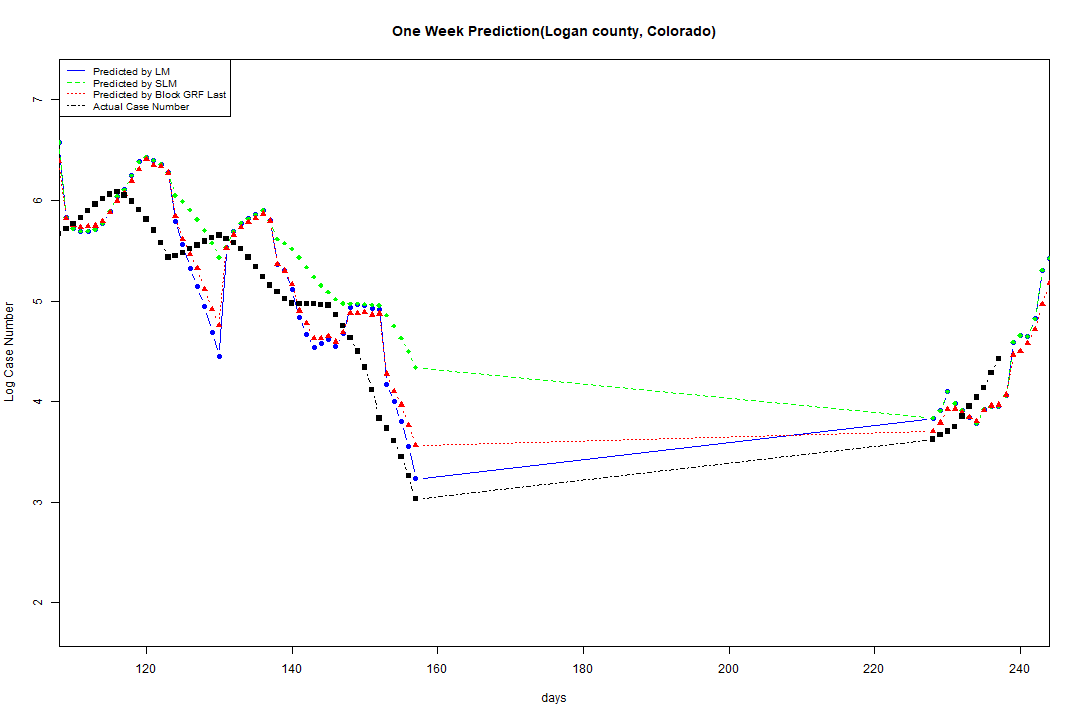 One Week Prediction(Logan county, Colorado)
Predicted by LM
Predicted by SLM
Predicted by Block GRF Last
Actual Case Number
7
6
5
4
3
2
Log Case Number
120 140 160 180 200 220 240
days